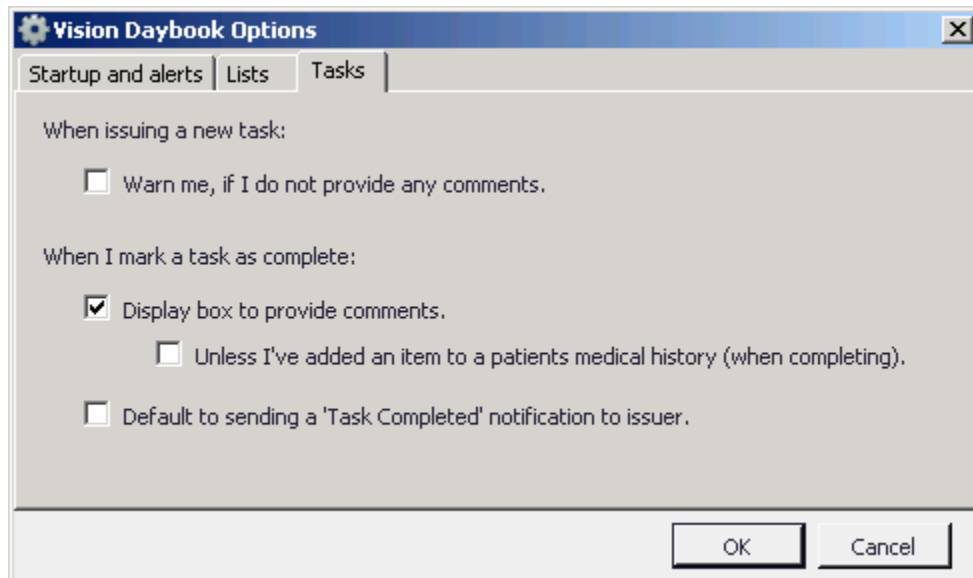 Vision Daybook Options
Startup and alerts Lists Tasks
When issuing a new task:
Warn me, if I do not provide any comments.
When I mark a task as complete:
Display box to provide comments.
Unless I've added an item to a patients medical history (when completing).
Default to sending a 'Task Completed' notification to issuer.
OK Cancel